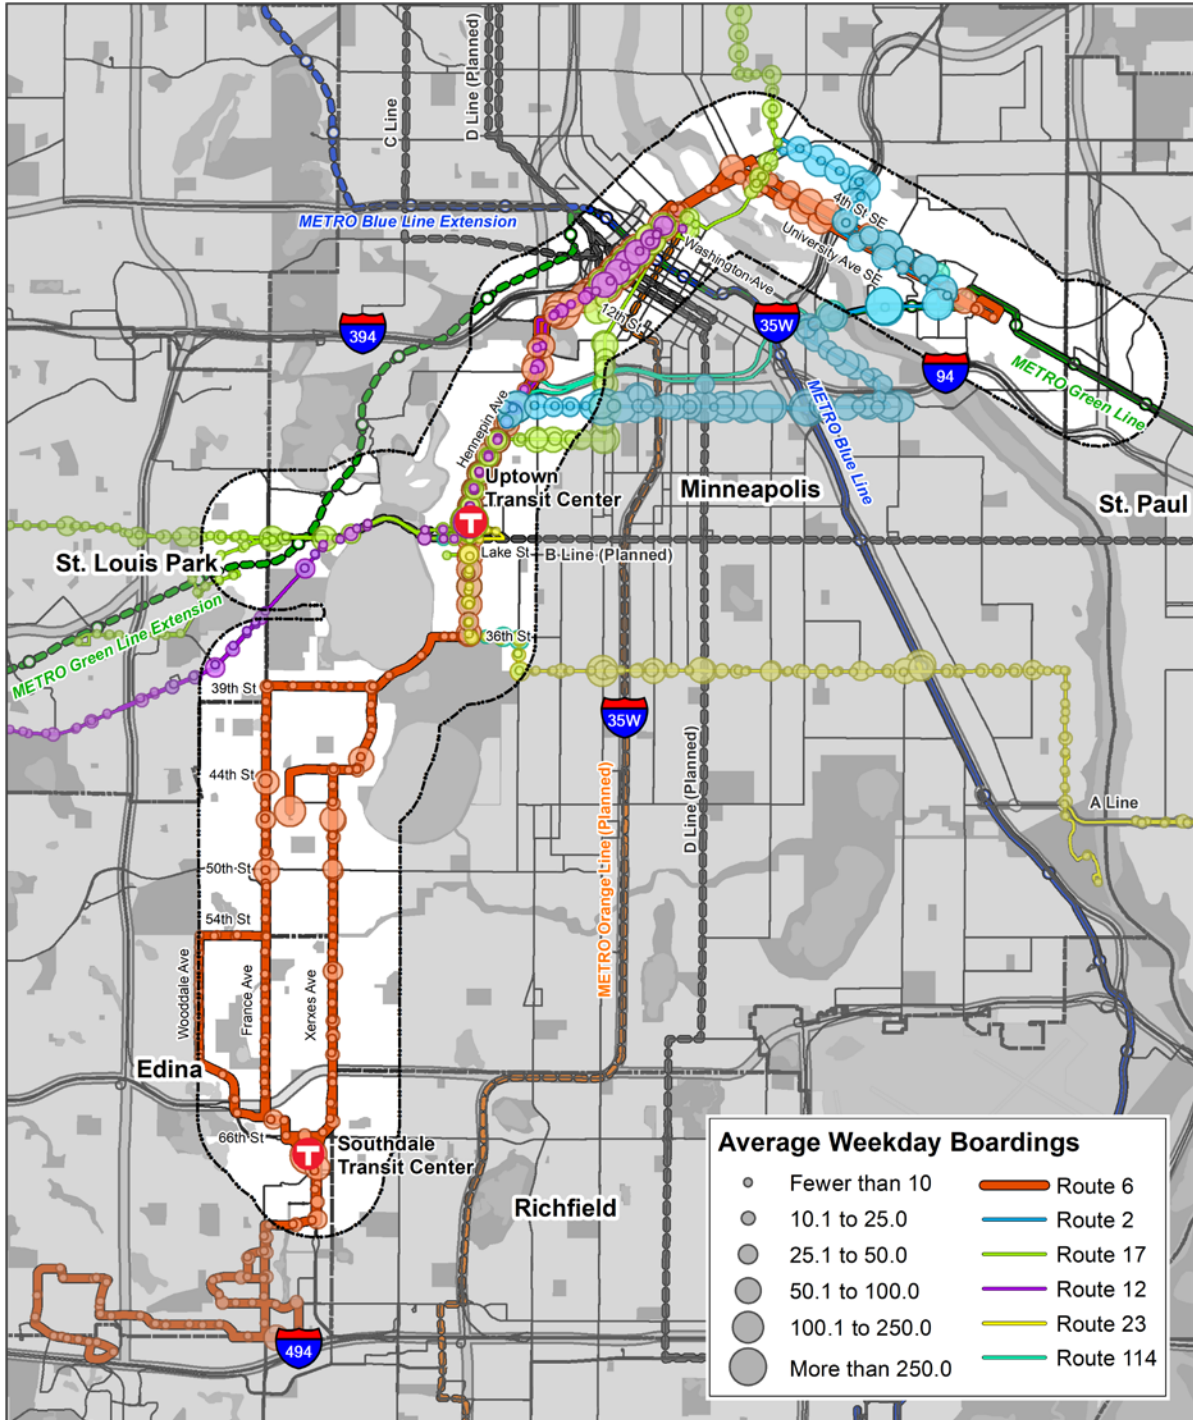 C Line
D Line (Planned)
METRO Blue Line Extension
4th St SE
University Ave SE
Washington Ave
12th St
394
35W
94
METRO Green Line
METRO Blue Line
Hennepin Ave
Uptown
Transit Center
Minneapolis
St. Paul
T
Lake St
B Line (Planned)
St. Louis Park
METRO Green Line Extension
36th St
39th St
35W
44th St
METRO Orange Line (Planned)
D Line (Planned)
A Line
50th St
54th St
Wooddale Ave
France Ave
Xerxes Ave
Edina
66th St
T
Southdale
Transit Center
Richfield
494
Average Weekday Boardings
Fewer than 10
10.1 to 25.0
25.1 to 50.0
50.1 to 100.0
100.1 to 250.0
More than 250.0
Route 6
Route 2
Route 17
Route 12
Route 23
Route 114